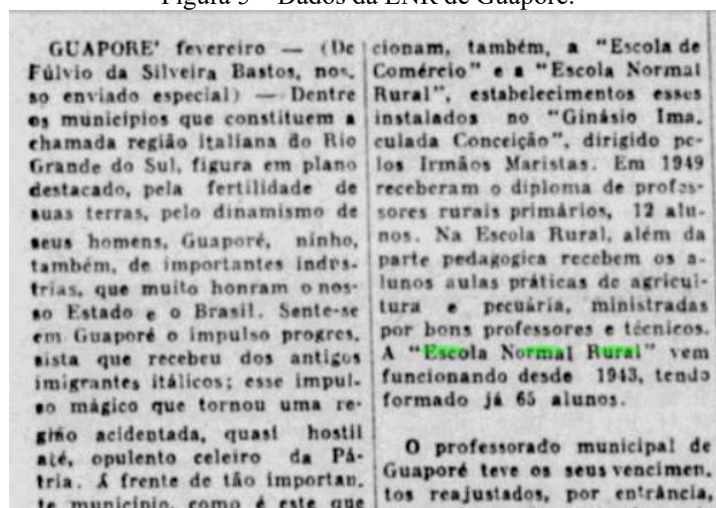 Figura 5 – Dados da ENR de Guaporé.
GUAPORE' fevereiro — (De
Fúlvio da Silveira Bastos, nos.
so enviado especial) — Dentre
os municipios que constituem a
chamada região italiana do Rio
Grande do Sul, figura em plano
destacado, pela fertilidade de
suas terras, pelo dinamismo de
seus homens, Guaporé, ninho,
também, de importantes indús-
trias, que muito honram o nos-
so Estado e o Brasil. Sente-se
em Guaporé o impulso progres.
sista que recebeu dos antigos
imigrantes itálicos; esse impul-
so mágico que tornou uma re-
gião acidentada, quasi hostil
até, opulento celeiro da Pá-
tria. Á frente de tão importan.
te município, como é este que
cionam, também, a "Escola de
Comércio" e a "Escola Normal
Rural", estabelecimentos esses
instalados no "Ginásio Ima.
culada Conceição", dirigido pe-
los Irmãos Maristas. Em 1949
receberam o diploma de profes-
sores rurais primários, 12 alu-
nos. Na Escola Rural, além da
parte pedagogica recebem os a-
lunos aulas práticas de agricul-
tura e pecuária, ministradas
por bons professores e técnicos.
A "Escola Normal Rural" vem
funcionando desde 1943, tendo
formado já 65 alunos.
O professorado municipal de
Guaporé teve os seus vencimen.
tos reajustados, por entrância,